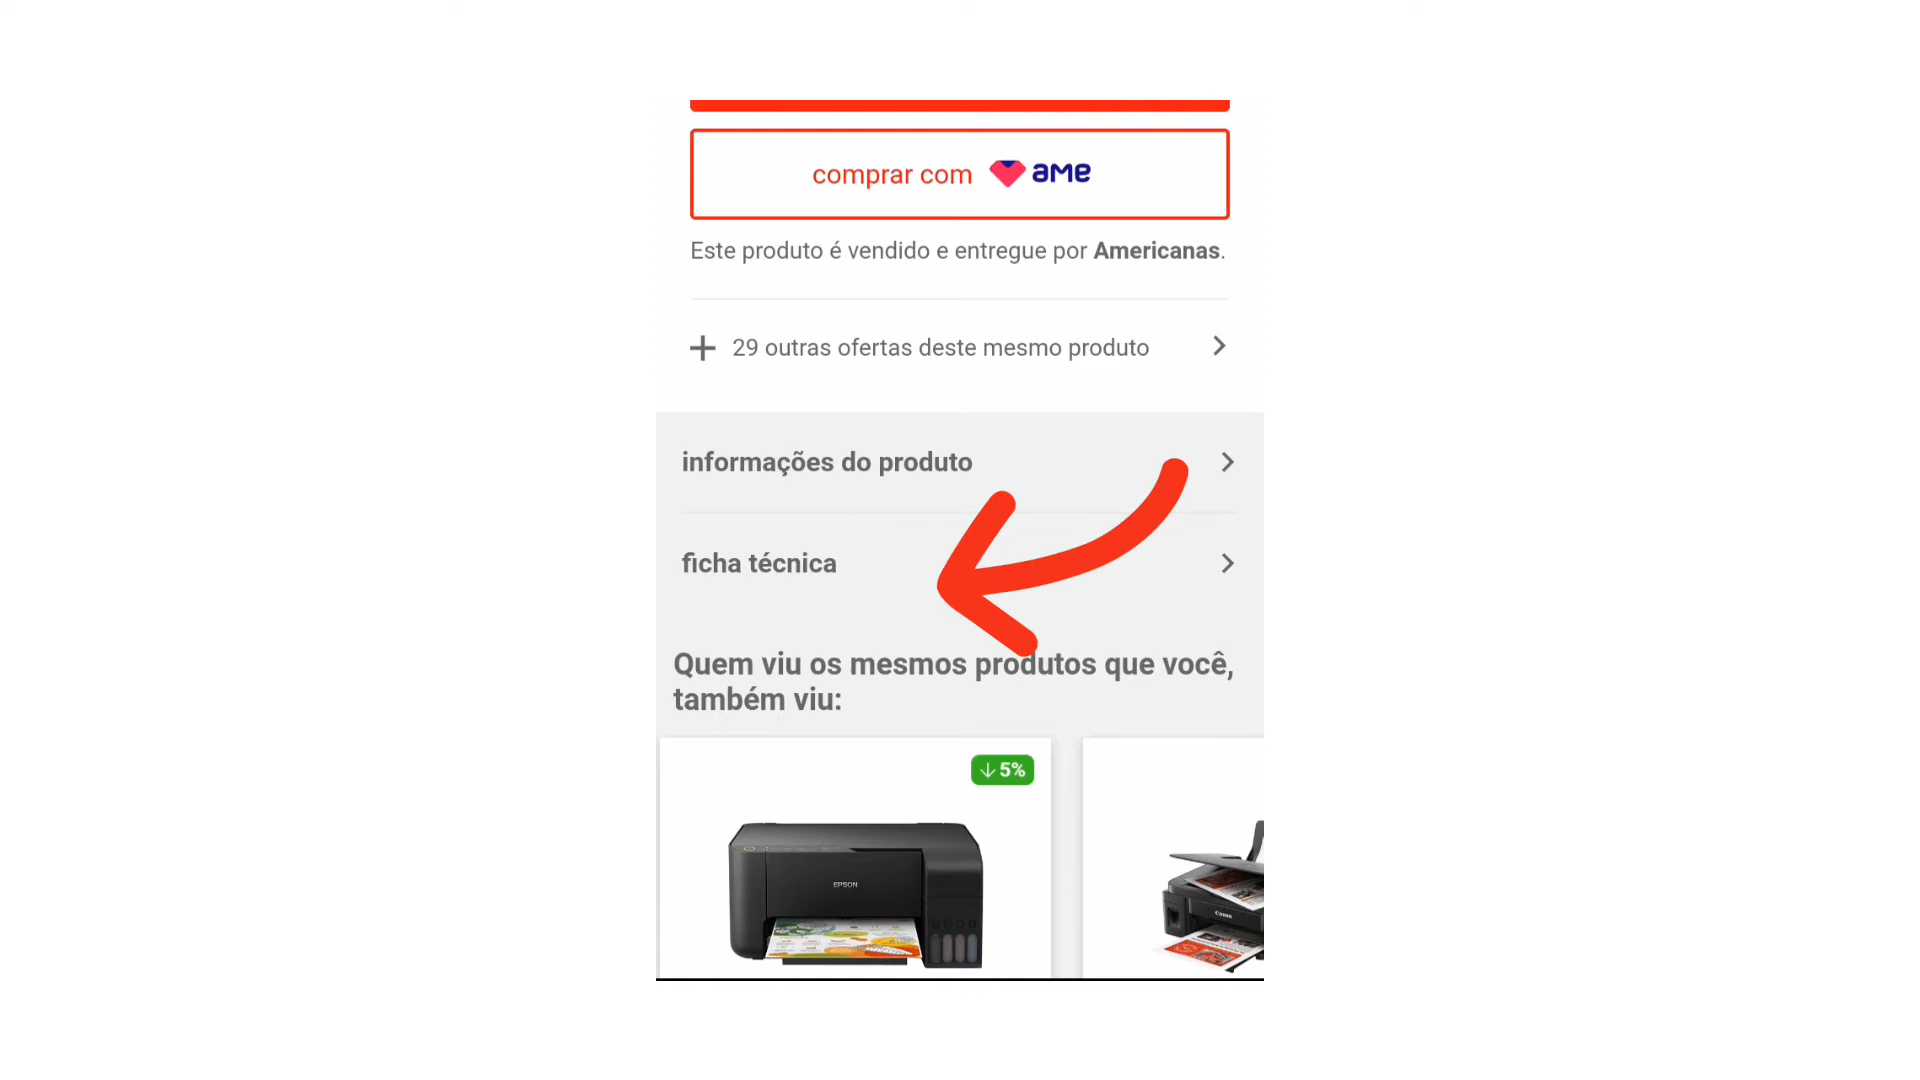 comprar com ame
Este produto é vendido e entregue por Americanas.
29 outras ofertas deste mesmo produto
informações do produto
ficha técnica
Quem viu os mesmos produtos que você,
também viu:
5%
EPSON
Canon